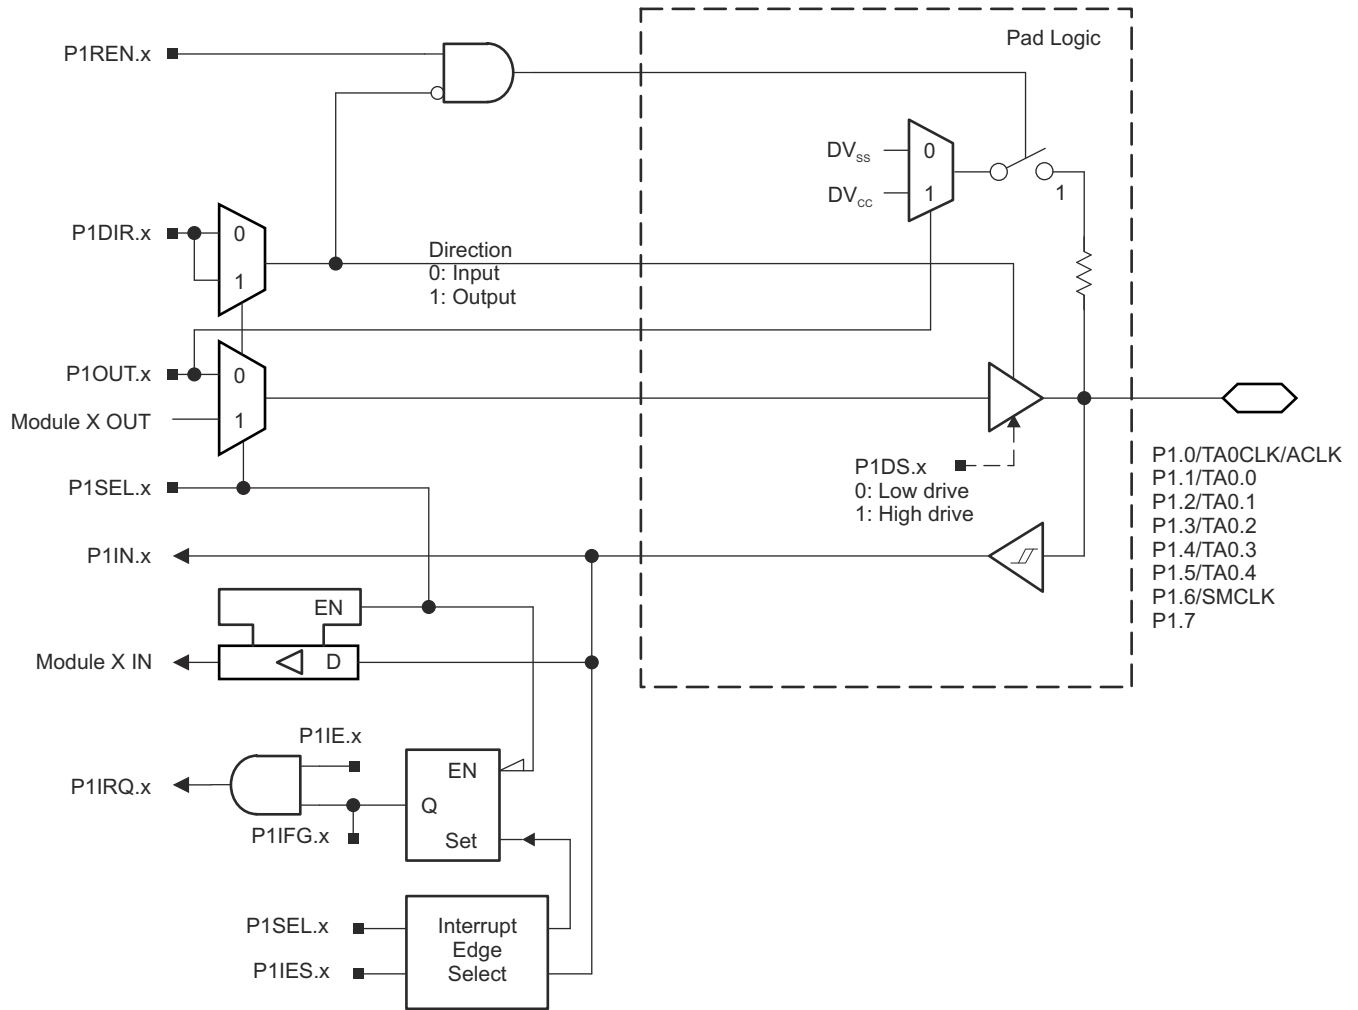 Pad Logic
P1REN.x
DVSS
0
DVCC
1
1
P1DIR.x
0
1
Direction
0: Input
1: Output
P1OUT.x
0
Module X OUT
1
P1SEL.x
P1DS.x
0: Low drive
1: High drive
P1.0/TA0CLK/ACLK
P1.1/TA0.0
P1.2/TA0.1
P1.3/TA0.2
P1.4/TA0.3
P1.5/TA0.4
P1.6/SMCLK
P1.7
P1IN.x
EN
Module X IN
D
P1IE.x
P1IRQ.x
EN
Q
P1IFG.x
Set
P1SEL.x
P1IES.x
Interrupt
Edge
Select